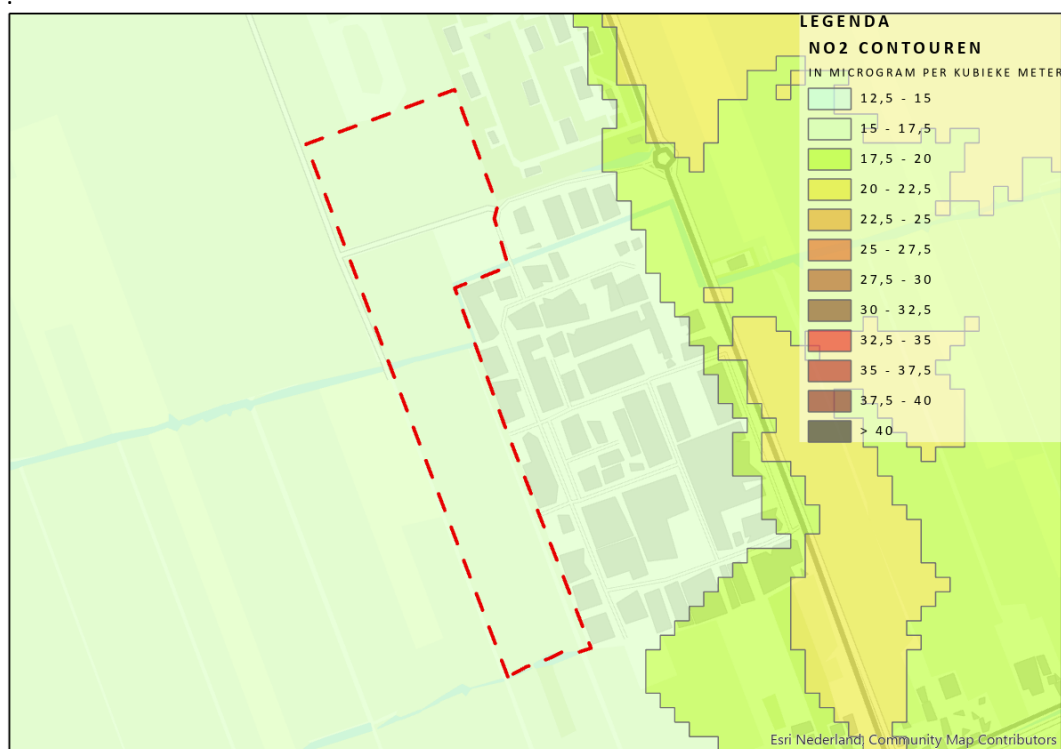 LEGENDA
NO2 CONTOUREN
IN MICROGRAM PER KUBIEKE METER
12,5 - 15
15 - 17,5
17,5 - 20
20 - 22,5
22,5 - 25
25 - 27,5
27,5 - 30
30 - 32,5
32,5 - 35
35 - 37,5
37,5 - 40
> 40
Esri Nederland, Community Map Contributors